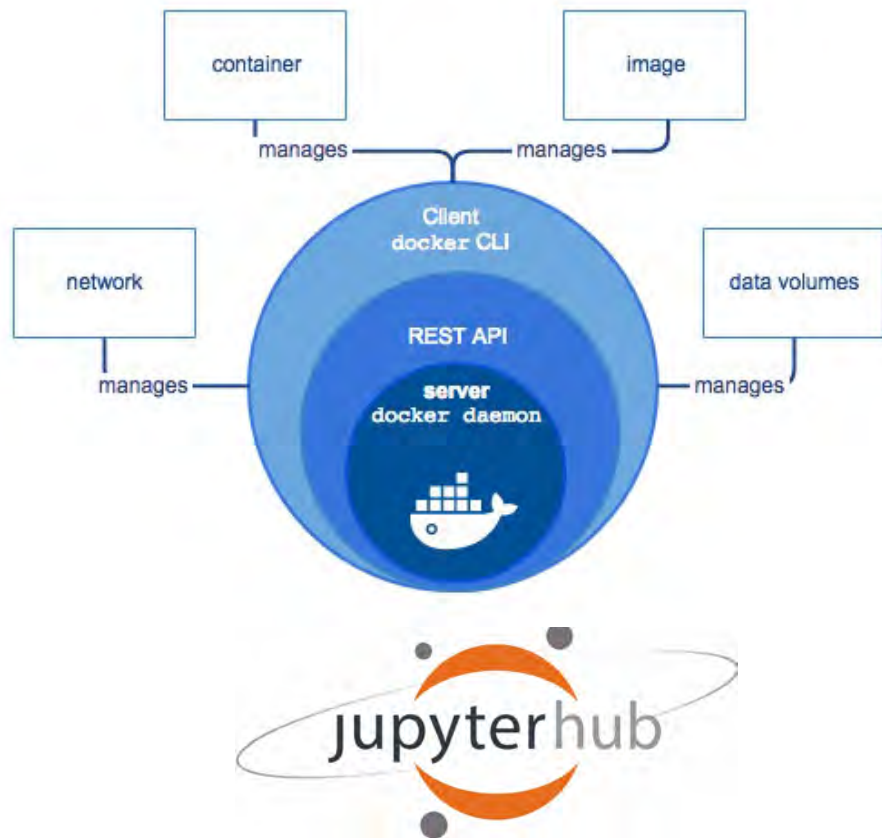 container
image
manages
manages
Client
docker CLI
network
data volumes
REST API
manages
manages
server
docker daemon
jupyterhub